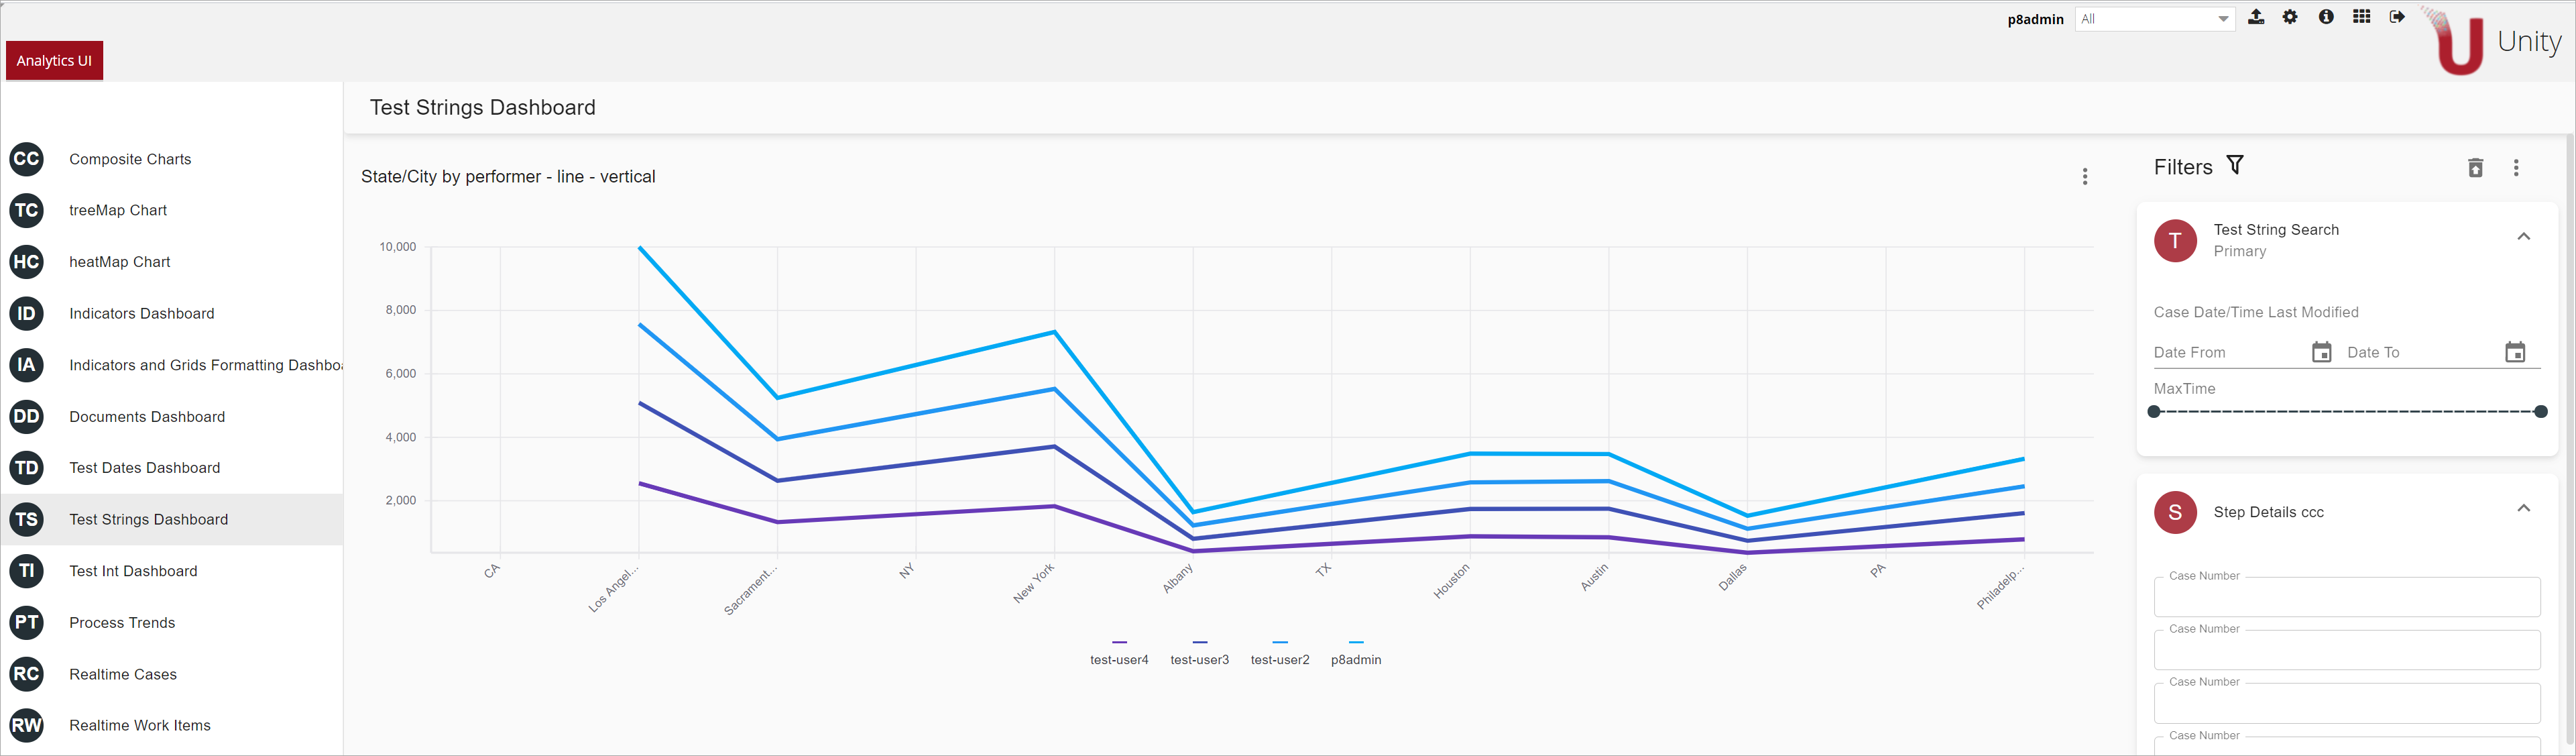 p8admin
All
Unity
Analytics UI
Test Strings Dashboard
CC Composite Charts
TC treeMap Chart
HC heatMap Chart
ID Indicators Dashboard
IA Indicators and Grids Formatting Dashboa
DD Documents Dashboard
TD Test Dates Dashboard
TS Test Strings Dashboard
TI Test Int Dashboard
PT Process Trends
RC Realtime Cases
RW Realtime Work Items
State/City by performer - line - vertical
10,000
8,000
6,000
4,000
2,000
CA
Los Angel...
Sacrament...
NY
New York
Albany
TX
Houston
Austin
Dallas
PA
Philadelp...
test-user4
test-user3
test-user2
p8admin
Filters
T Test String Search
Primary
Case Date/Time Last Modified
Date From
Date To
MaxTime
S Step Details ccc
Case Number
Case Number
Case Number
Case Number